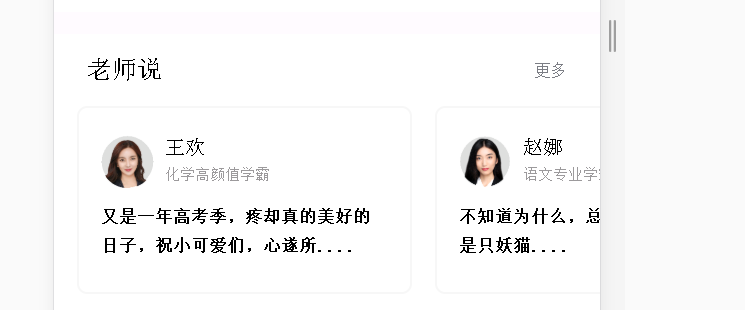 老师说
更多
王欢
化学高颜值学霸
又是一年高考季，疼却真的美好的
日子，祝小可爱们，心遂所....
赵娜
语文专业学
不知道为什么，总
是只妖猫....